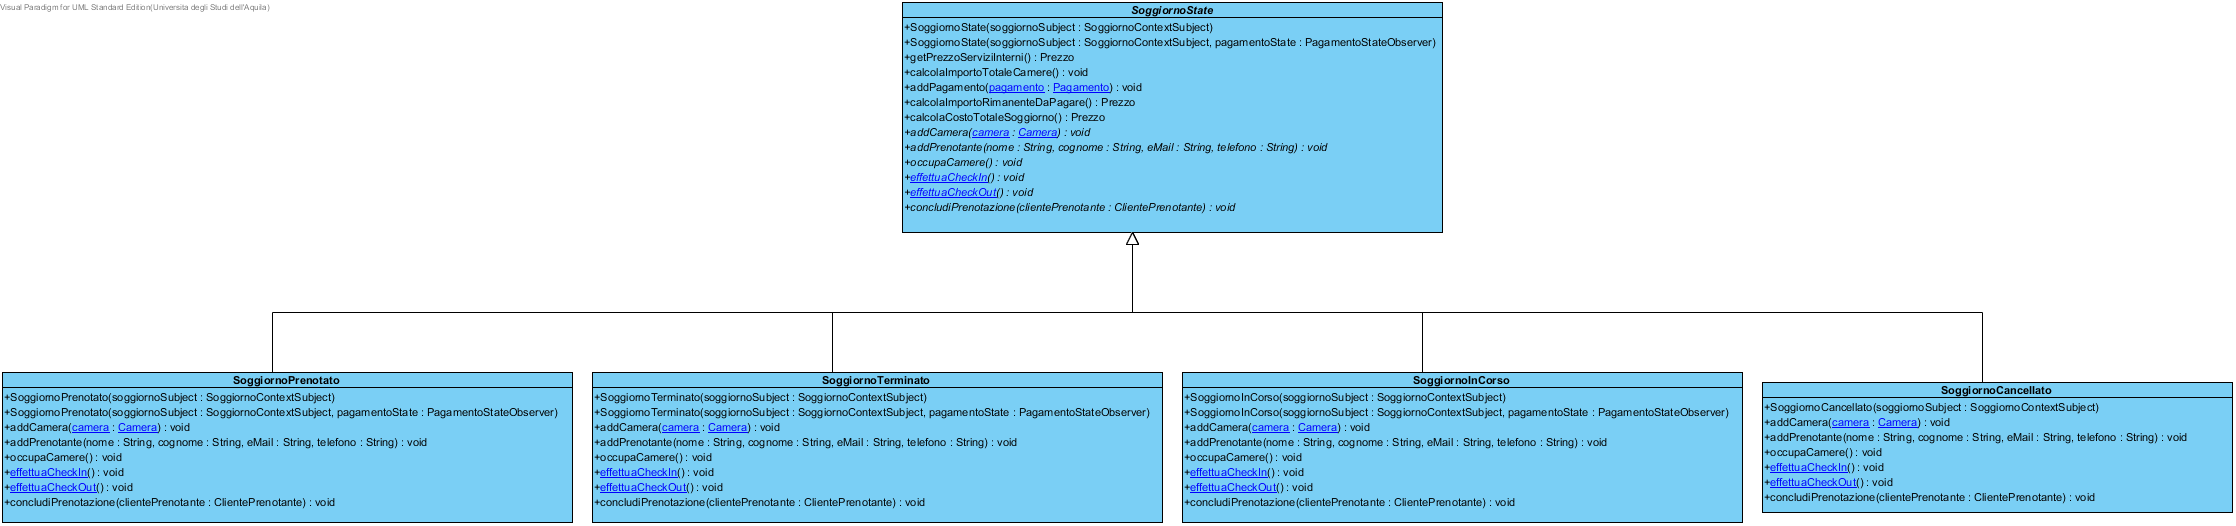 Visual Paradigm for UML Standard Edition(Universita degli Studi dell'Aquila)
SoggiornoState
+SoggiornoState(soggiornoSubject : SoggiornoContextSubject)
+SoggiornoState(soggiornoSubject : SoggiornoContextSubject, pagamentoState : PagamentoStateObserver)
+getPrezzoServiziInterni() : Prezzo
+calcolaImportoTotaleCamere() : void
+addPagamento(pagamento : Pagamento) : void
+calcolaImportoRimanenteDaPagare() : Prezzo
+calcolaCostoTotaleSoggiorno() : Prezzo
+addCamera(camera : Camera) : void
+addPrenotante(nome : String, cognome : String, eMail : String, telefono : String) : void
+occupaCamere() : void
+effettuaCheckIn() : void
+effettuaCheckOut() : void
+concludiPrenotazione(clientePrenotante : ClientePrenotante) : void
SoggiornoPrenotato
+SoggiornoPrenotato(soggiornoSubject : SoggiornoContextSubject)
+SoggiornoPrenotato(soggiornoSubject : SoggiornoContextSubject, pagamentoState : PagamentoStateObserver)
+addCamera(camera : Camera) : void
+addPrenotante(nome : String, cognome : String, eMail : String, telefono : String) : void
+occupaCamere() : void
+effettuaCheckIn() : void
+effettuaCheckOut() : void
+concludiPrenotazione(clientePrenotante : ClientePrenotante) : void
SoggiornoTerminato
+SoggiornoTerminato(soggiornoSubject : SoggiornoContextSubject)
+SoggiornoTerminato(soggiornoSubject : SoggiornoContextSubject, pagamentoState : PagamentoStateObserver)
+addCamera(camera : Camera) : void
+addPrenotante(nome : String, cognome : String, eMail : String, telefono : String) : void
+occupaCamere() : void
+effettuaCheckIn() : void
+effettuaCheckOut() : void
+concludiPrenotazione(clientePrenotante : ClientePrenotante) : void
SoggiornoInCorso
+SoggiornoInCorso(soggiornoSubject : SoggiornoContextSubject)
+SoggiornoInCorso(soggiornoSubject : SoggiornoContextSubject, pagamentoState : PagamentoStateObserver)
+addCamera(camera : Camera) : void
+addPrenotante(nome : String, cognome : String, eMail : String, telefono : String) : void
+occupaCamere() : void
+effettuaCheckIn() : void
+effettuaCheckOut() : void
+concludiPrenotazione(clientePrenotante : ClientePrenotante) : void
SoggiornoCancellato
+SoggiornoCancellato(soggiornoSubject : SoggiornoContextSubject)
+addCamera(camera : Camera) : void
+addPrenotante(nome : String, cognome : String, eMail : String, telefono : String) : void
+occupaCamere() : void
+effettuaCheckIn() : void
+effettuaCheckOut() : void
+concludiPrenotazione(clientePrenotante : ClientePrenotante) : void